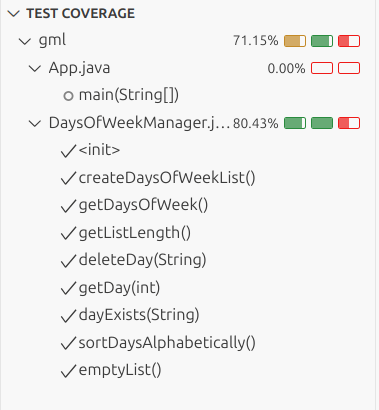 TEST COVERAGE
gml 71.15%
App.java 0.00%
main(String[])
DaysOfWeekManager.j... 80.43%
<init>
createDaysOfWeekList()
getDaysOfWeek()
getListLength()
deleteDay(String)
getDay(int)
dayExists(String)
sortDaysAlphabetically()
emptyList()